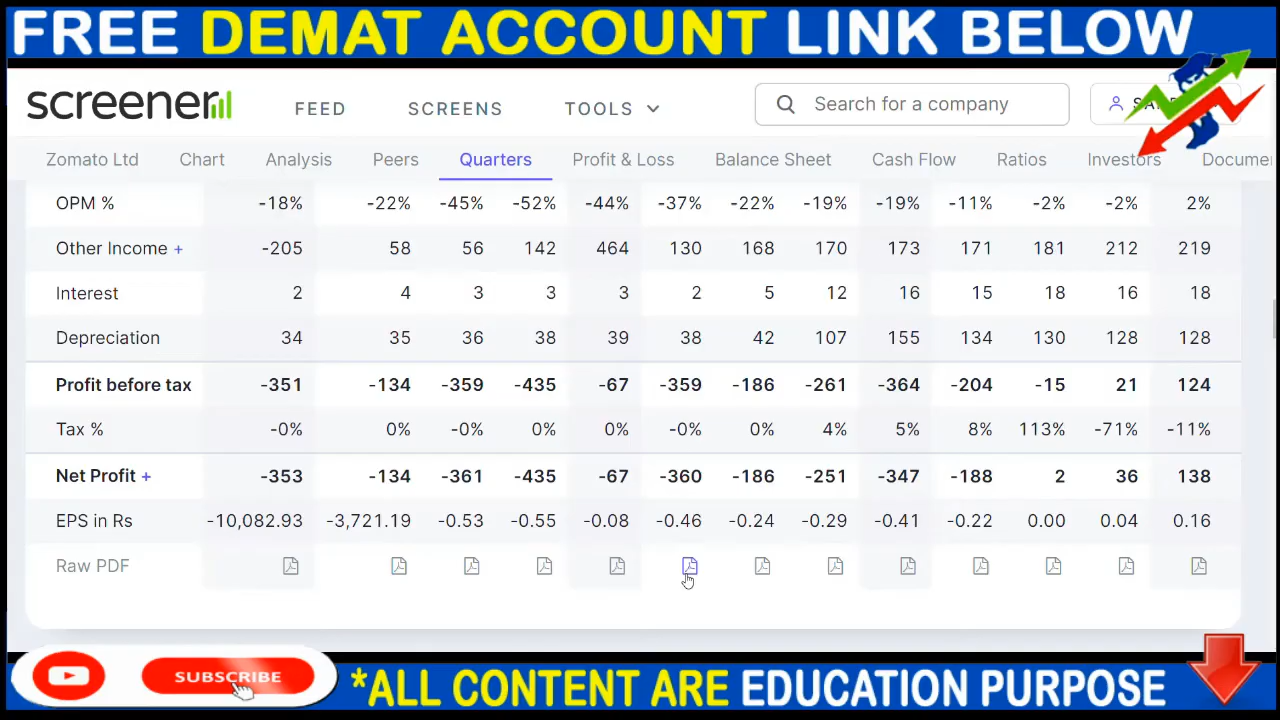 FREE DEMAT ACCOUNT LINK BELOW
screener FEED SCREENS TOOLS Search for a company
Zomato Ltd Chart Analysis Peers Quarters Profit & Loss Balance Sheet Cash Flow Ratios Investors Docume
OPM % -18% -22% -45% -52% -44% -37% -22% -19% -19% -11% -2% -2% 2%
Other Income + -205 58 56 142 464 130 168 170 173 171 181 212 219
Interest 2 4 3 3 3 2 5 12 16 15 18 16 18
Depreciation 34 35 36 38 39 38 42 107 155 134 130 128 128
Profit before tax -351 -134 -359 -435 -67 -359 -186 -261 -364 -204 -15 21 124
Tax % -0% 0% -0% 0% 0% -0% 0% 4% 5% 8% 113% -71% -11%
Net Profit + -353 -134 -361 -435 -67 -360 -186 -251 -347 -188 2 36 138
EPS in Rs -10,082.93 -3,721.19 -0.53 -0.55 -0.08 -0.46 -0.24 -0.29 -0.41 -0.22 0.00 0.04 0.16
Raw PDF
SUBSCRIBE *ALL CONTENT ARE EDUCATION PURPOSE